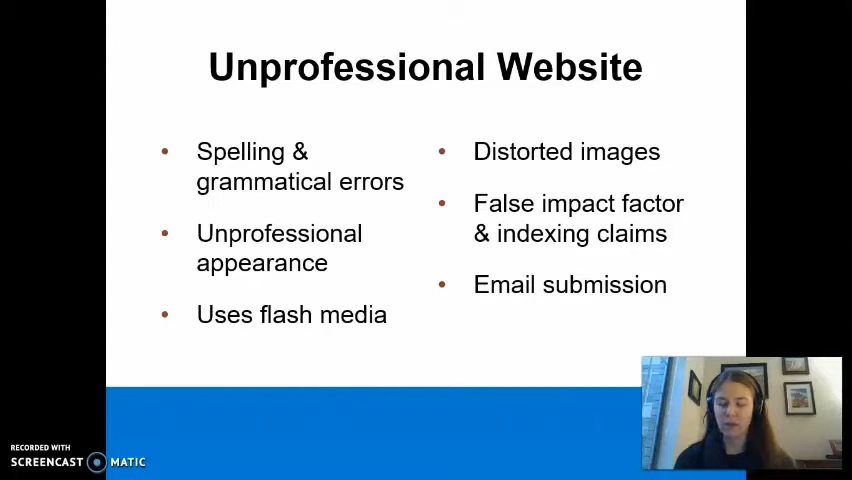 Unprofessional Website
• Spelling &
grammatical errors
• Unprofessional
appearance
• Uses flash media
• Distorted images
• False impact factor
& indexing claims
• Email submission
RECORDED WITH
SCREENCAST MATIC